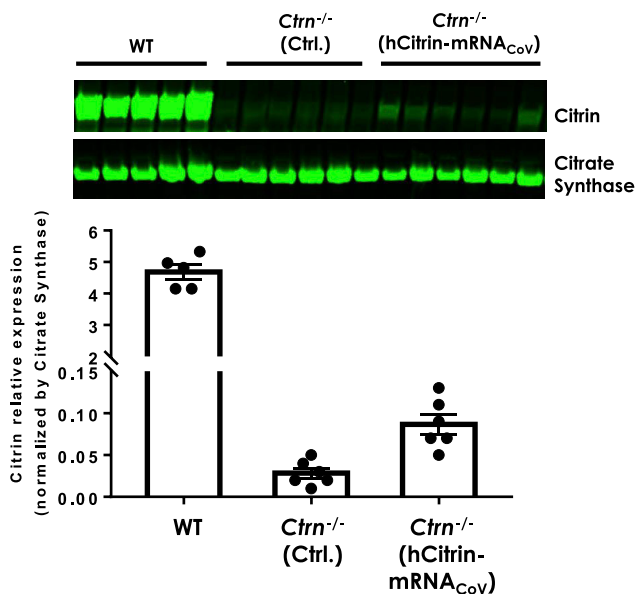 WT
Ctrn-/-
(Ctrl.)
Ctrn-/-
(hCitrin-mRNACoV)
Citrin
Citrate
Synthase
Citrin relative expression
(normalized by Citrate Synthase)
6
5
4
3
2
0.15
0.10
0.05
0.00
WT
Ctrn-/-
(Ctrl.)
Ctrn-/-
(hCitrin-
mRNACoV)